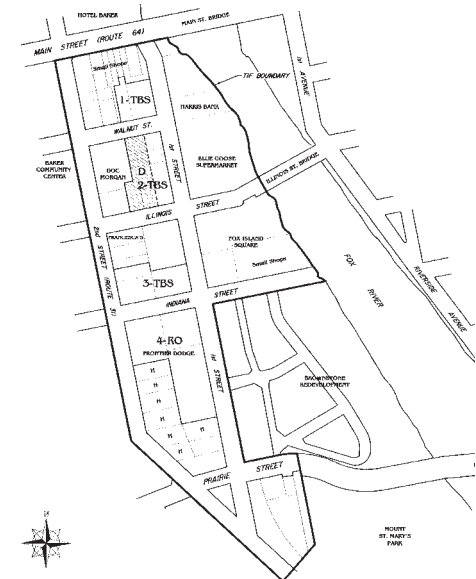 HOTEL BAKER
MAIN ST. BRIDGE
MAIN STREET (ROUTE 64)
Small Shops
1-TBS
HARRIS BANK
TIF BOUNDARY
1st AVENUE
WALNUT ST.
1st STREET
BAKER
COMMUNITY
CENTER
DOC
MORGAN
D
2-TBS
BLUE GOOSE
SUPERMARKET
ILLINOIS ST. BRIDGE
ILLINOIS STREET
2nd STREET (ROUTE 31)
FRANCESCA'S
FOX ISLAND
SQUARE
Small Shops
3-TBS
FOX RIVER
RIVERSIDE AVENUE
INDIANA STREET
4-RO
FRONTIER DODGE
1st STREET
BROWNSTONE
REDEVELOPMENT
H
H
H
H
H
H
PRAIRIE STREET
N
MOUNT
ST. MARY'S
PARK